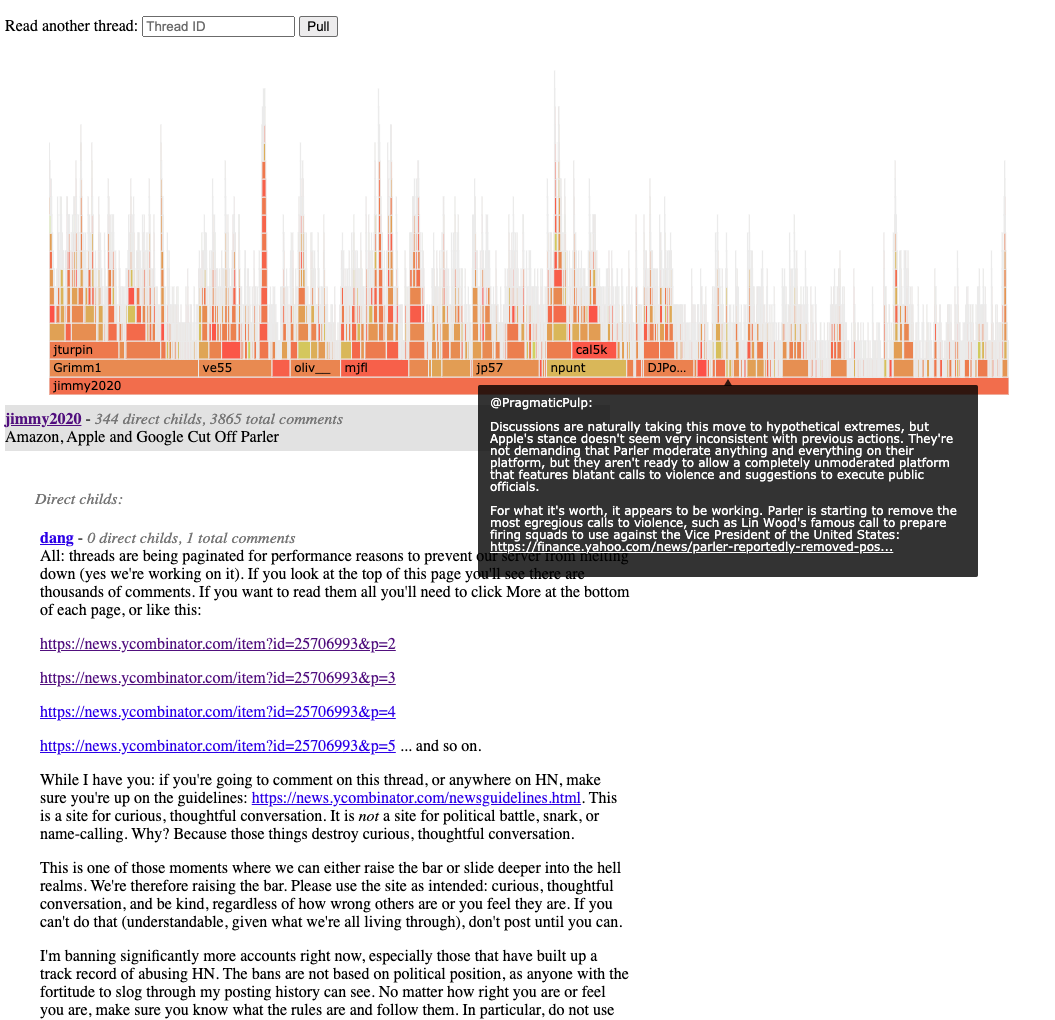 Read another thread: Thread ID Pull
jturpin cal5k
Grimm1 ve55 oliv__ mjfl jp57 npunt DJPo...
jimmy2020
@PragmaticPulp:
Discussions are naturally taking this move to hypothetical extremes, but
Apple's stance doesn't seem very inconsistent with previous actions. They're
not demanding that Parler moderate anything and everything on their
platform, but they aren't ready to allow a completely unmoderated platform
that features blatant calls to violence and suggestions to execute public
officials.
For what it's worth, it appears to be working. Parler is starting to remove the
most egregious calls to violence, such as Lin Wood's famous call to prepare
firing squads to use against the Vice President of the United States:
https://finance.yahoo.com/news/parler-reportedly-removed-pos...
jimmy2020 - 344 direct childs, 3865 total comments
Amazon, Apple and Google Cut Off Parler
Direct childs:
dang - 0 direct childs, 1 total comments
All: threads are being paginated for performance reasons to prevent our server from melting
down (yes we're working on it). If you look at the top of this page you'll see there are
thousands of comments. If you want to read them all you'll need to click More at the bottom
of each page, or like this:
https://news.ycombinator.com/item?id=25706993&p=2
https://news.ycombinator.com/item?id=25706993&p=3
https://news.ycombinator.com/item?id=25706993&p=4
https://news.ycombinator.com/item?id=25706993&p=5 ... and so on.
While I have you: if you're going to comment on this thread, or anywhere on HN, make
sure you're up on the guidelines: https://news.ycombinator.com/newsguidelines.html. This
is a site for curious, thoughtful conversation. It is not a site for political battle, snark, or
name-calling. Why? Because those things destroy curious, thoughtful conversation.
This is one of those moments where we can either raise the bar or slide deeper into the hell
realms. We're therefore raising the bar. Please use the site as intended: curious, thoughtful
conversation, and be kind, regardless of how wrong others are or you feel they are. If you
can't do that (understandable, given what we're all living through), don't post until you can.
I'm banning significantly more accounts right now, especially those that have built up a
track record of abusing HN. The bans are not based on political position, as anyone with the
fortitude to slog through my posting history can see. No matter how right you are or feel
you are, make sure you know what the rules are and follow them. In particular, do not use